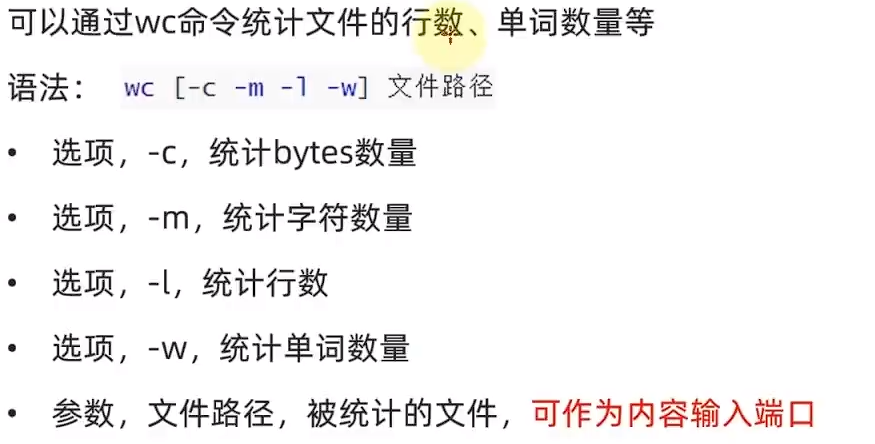 可以通过wc命令统计文件的行数、单词数量等
语法： wc [-c -m -l -w] 文件路径
• 选项，-c，统计bytes数量
• 选项，-m，统计字符数量
• 选项，-l，统计行数
• 选项，-w，统计单词数量
• 参数，文件路径，被统计的文件，可作为内容输入端口